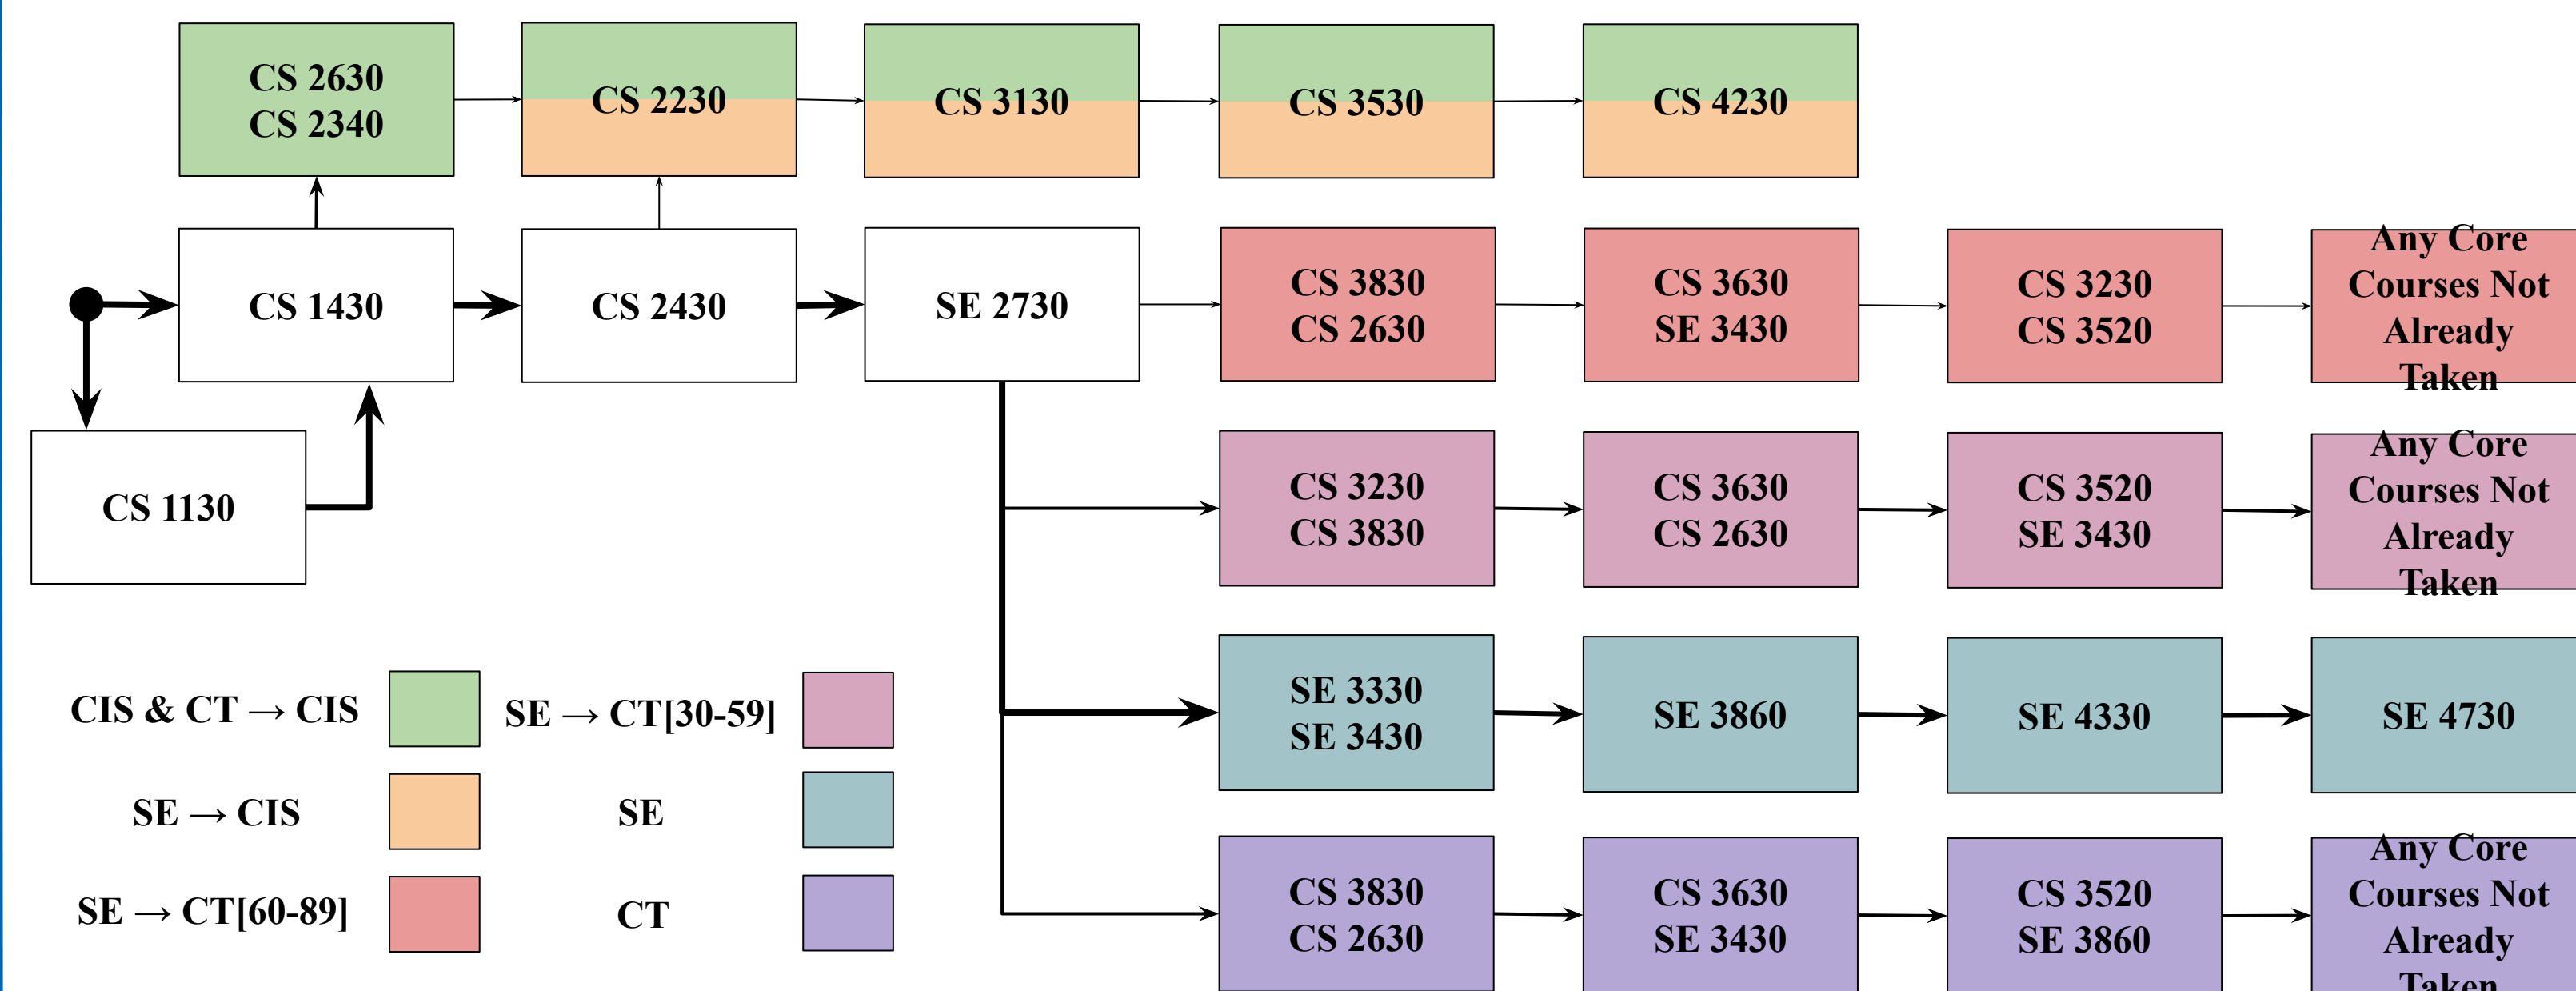 CS 2630
CS 2340
CS 2230
CS 3130
CS 3530
CS 4230
CS 1430
CS 2430
SE 2730
CS 3830
CS 2630
CS 3630
SE 3430
CS 3230
CS 3520
Any Core
Courses Not
Already
Taken
CS 1130
CS 3230
CS 3830
CS 3630
CS 2630
CS 3520
SE 3430
Any Core
Courses Not
Already
Taken
SE 3330
SE 3430
SE 3860
SE 4330
SE 4730
CS 3830
CS 2630
CS 3630
SE 3430
CS 3520
SE 3860
Any Core
Courses Not
Already
Taken
CIS & CT → CIS
SE → CIS
SE → CT[60-89]
SE → CT[30-59]
SE
CT